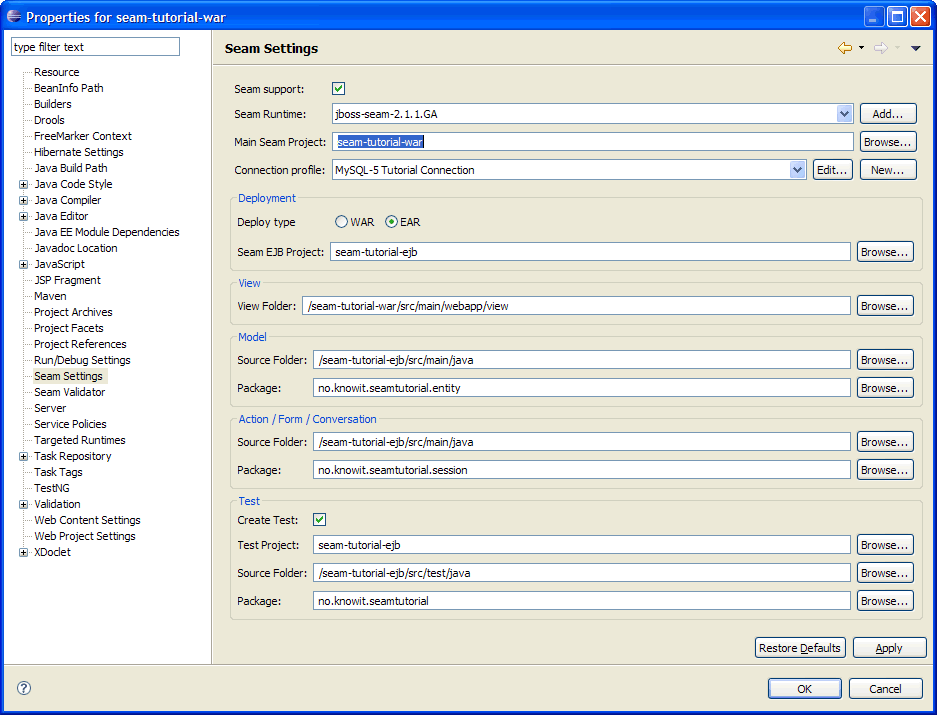 Properties for seam-tutorial-war
type filter text
Resource
BeanInfo Path
Builders
Drools
FreeMarker Context
Hibernate Settings
Java Build Path
Java Code Style
Java Compiler
Java Editor
Java EE Module Dependencies
Javadoc Location
JavaScript
JSP Fragment
Maven
Project Archives
Project Facets
Project References
Run/Debug Settings
Seam Settings
Seam Validator
Server
Service Policies
Targeted Runtimes
Task Repository
Task Tags
TestNG
Validation
Web Content Settings
Web Project Settings
XDoclet
Seam Settings
Seam support:
Seam Runtime: jboss-seam-2.1.1.GA Add...
Main Seam Project: seam-tutorial-war Browse...
Connection profile: MySQL-5 Tutorial Connection Edit... New...
Deployment
Deploy type WAR EAR
Seam EJB Project: seam-tutorial-ejb Browse...
View
View Folder: /seam-tutorial-war/src/main/webapp/view Browse...
Model
Source Folder: /seam-tutorial-ejb/src/main/java Browse...
Package: no.knowit.seamtutorial.entity Browse...
Action / Form / Conversation
Source Folder: /seam-tutorial-ejb/src/main/java Browse...
Package: no.knowit.seamtutorial.session Browse...
Test
Create Test:
Test Project: seam-tutorial-ejb Browse...
Source Folder: /seam-tutorial-ejb/src/test/java Browse...
Package: no.knowit.seamtutorial Browse...
Restore Defaults Apply
? OK Cancel